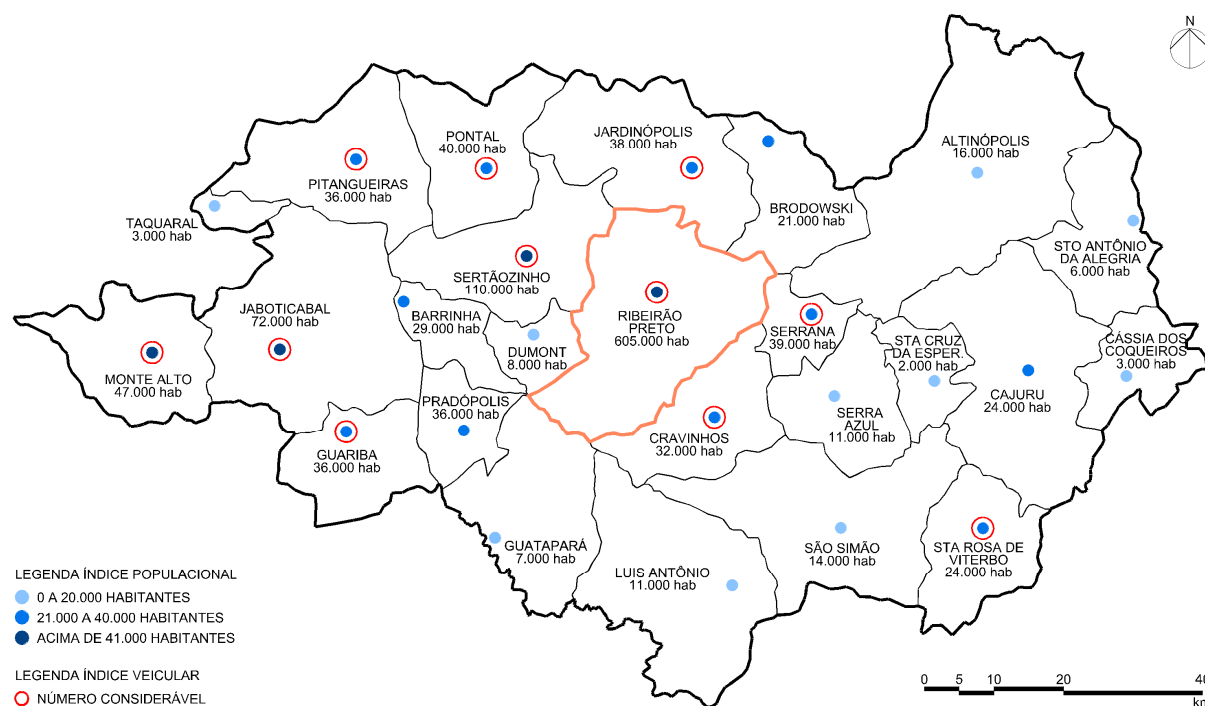 N
PONTAL
40.000 hab
JARDINÓPOLIS
38.000 hab
ALTINÓPOLIS
16.000 hab
PITANGUEIRAS
36.000 hab
BRODOWSKI
21.000 hab
TAQUARAL
3.000 hab
STO ANTÔNIO
DA ALEGRIA
6.000 hab
SERTÃOZINHO
110.000 hab
JABOTICABAL
72.000 hab
BARRINHA
29.000 hab
RIBEIRÃO
PRETO
605.000 hab
SERRANA
39.000 hab
STA CRUZ
DA ESPER.
2.000 hab
CÁSSIA DOS
COQUEIROS
3.000 hab
DUMONT
8.000 hab
MONTE ALTO
47.000 hab
CAJURU
24.000 hab
PRADÓPOLIS
36.000 hab
SERRA
AZUL
11.000 hab
CRAVINHOS
32.000 hab
GUARIBA
36.000 hab
GUATAPARÁ
7.000 hab
SÃO SIMÃO
14.000 hab
STA ROSA DE
VITERBO
24.000 hab
LUIS ANTÔNIO
11.000 hab
LEGENDA ÍNDICE POPULACIONAL
0 A 20.000 HABITANTES
21.000 A 40.000 HABITANTES
ACIMA DE 41.000 HABITANTES
LEGENDA ÍNDICE VEICULAR
NÚMERO CONSIDERÁVEL
0 5 10 20 40
km